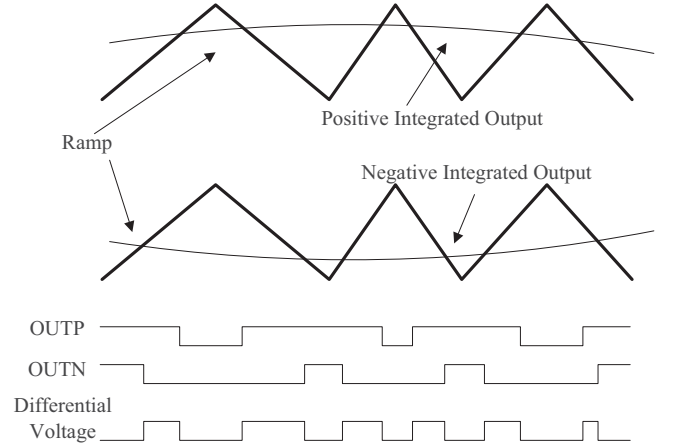 Positive Integrated Output
Ramp
Negative Integrated Output
OUTP
OUTN
Differential
Voltage